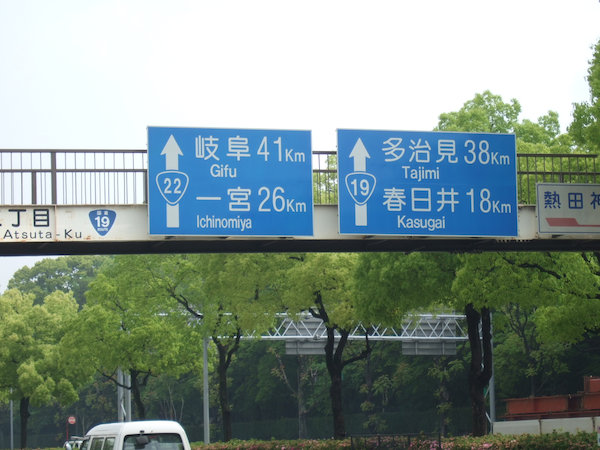 岐阜 41Km
Gifu
22
一宮 26Km
Ichinomiya
多治見 38Km
Tajimi
19
春日井 18Km
Kasugai
丁目
Atsuta-Ku
19
熱田神